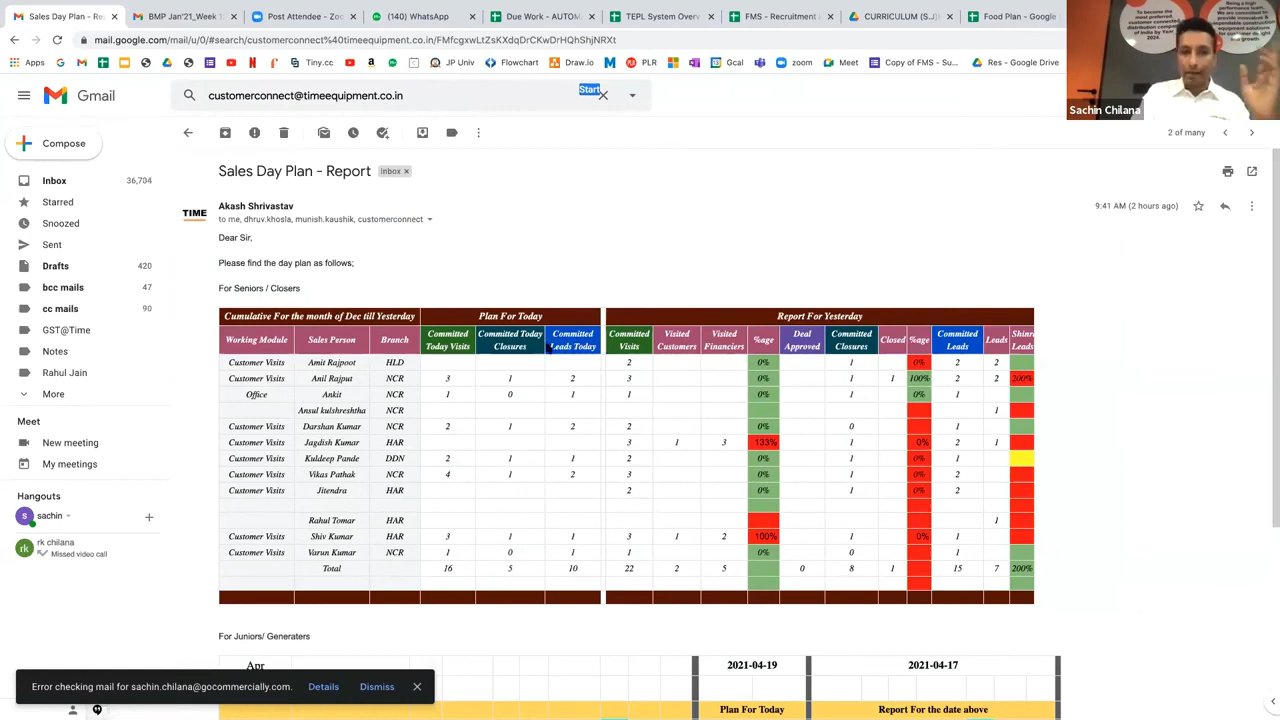 Sales Day Plan - Re
BMP Jan'21_Week
Post Attendee - Zoo
(140) WhatsApp
Due Work - AUTOM
TEPL System Over
FMS - Recruitment
CURRICULUM (S
Food Plan - Google
Apps
Tiny.cc
JP Univ
Flowchart
Draw.io
PLR
Gcal
zoom
Meet
Copy of FMS - Su...
Res - Google Drive
Sachin Chilana
Gmail
customerconnect@timeequipment.co.in
Start
Compose
2 of many
Inbox 36,704
Starred
Snoozed
Sent
Drafts 420
bcc mails 47
cc mails 90
GST@Time
Notes
Rahul Jain
More
Meet
New meeting
My meetings
Hangouts
sachin
rk chilana
Missed video call
Sales Day Plan - Report Inbox
TIME
Akash Shrivastav
9:41 AM (2 hours ago)
to me, dhruv.khosla, munish.kaushik, customerconnect
Dear Sir,
Please find the day plan as follows;
For Seniors / Closers
Cumulative For the month of Dec till Yesterday Plan For Today Report For Yesterday
Working Module Sales Person Branch Committed Today Visits Committed Today Closures Committed Leads Today Committed Visits Visited Customers Visited Financiers %age Deal Approved Committed Closures Closed %age Committed Leads Leads Leads
Customer Visits Amit Rajpoot HLD 2 0% 1 0% 2 2
Customer Visits Anil Rajput NCR 3 1 2 3 0% 1 1 100% 2 2 200%
Office Ankit NCR 1 0 1 1 0% 1 0% 1
Ansul kulshreshtha NCR 1
Customer Visits Darshan Kumar NCR 2 1 2 2 0% 0 1
Customer Visits Jagdish Kumar HAR 3 1 3 133% 1 0% 2 1
Customer Visits Kuldeep Pande DDN 2 1 1 2 0% 1 0% 1
Customer Visits Vikas Pathak NCR 4 1 2 3 0% 1 0% 2
Customer Visits Jitendra HAR 2 0% 1 0% 2
Rahul Tomar HAR 1
Customer Visits Shiv Kumar HAR 3 1 1 3 1 2 100% 1 0% 1
Customer Visits Varun Kumar NCR 1 0 1 1 0% 0 1
Total 16 5 10 22 2 5 0 8 1 15 7 200%
For Juniors/ Generaters
Apr 2021-04-19 2021-04-17
Plan For Today Report For the date above
Error checking mail for sachin.chilana@gocommercially.com. Details Dismiss